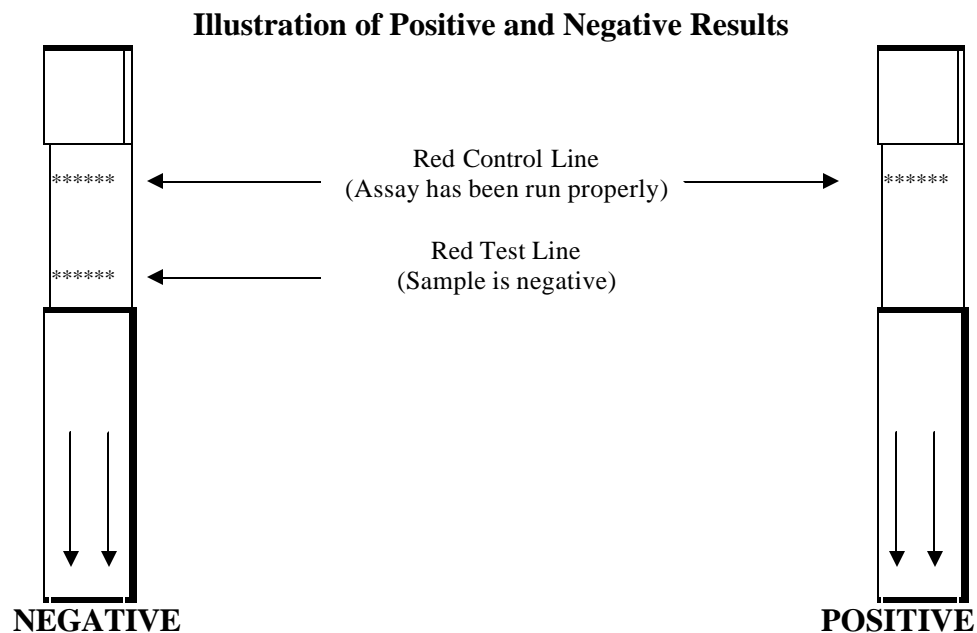 Illustration of Positive and Negative Results
Red Control Line
****** (Assay has been run properly) ******
Red Test Line
****** (Sample is negative)
NEGATIVE POSITIVE